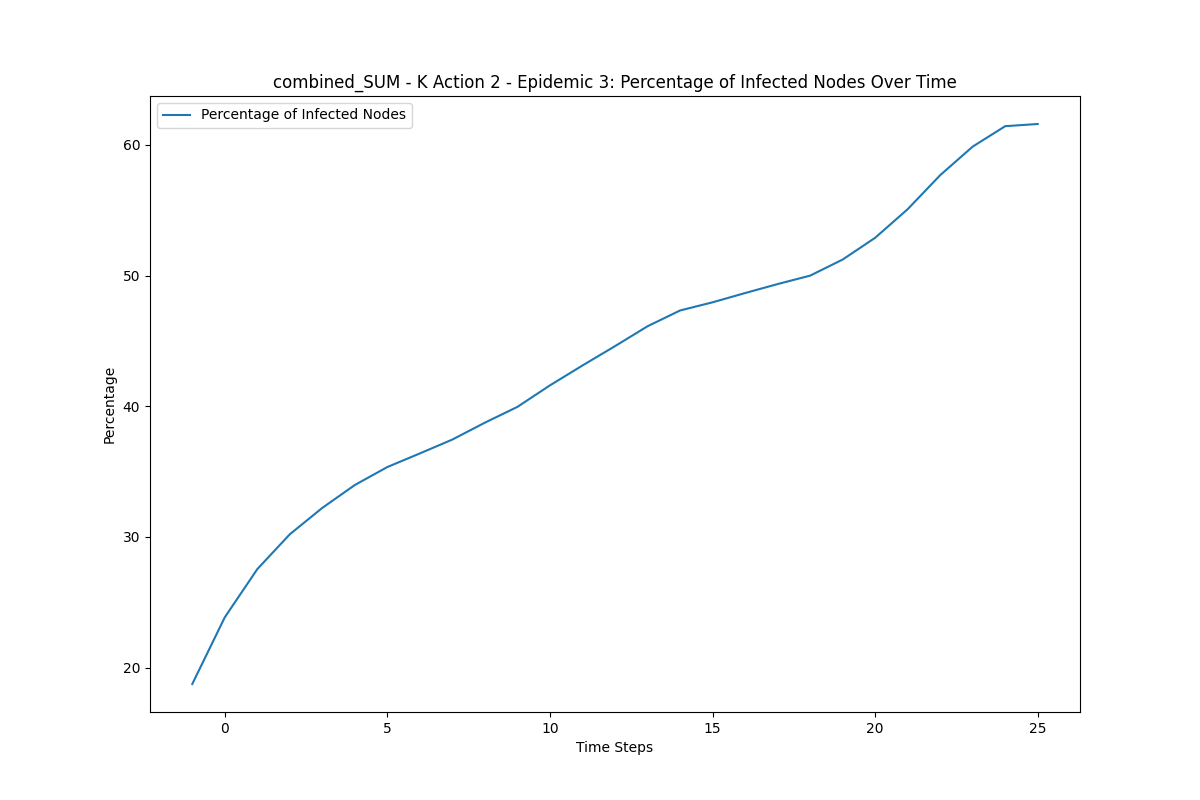 combined_SUM - K Action 2 - Epidemic 3: Percentage of Infected Nodes Over Time
Percentage of Infected Nodes
60
50
40
30
20
Percentage
0 5 10 15 20 25
Time Steps